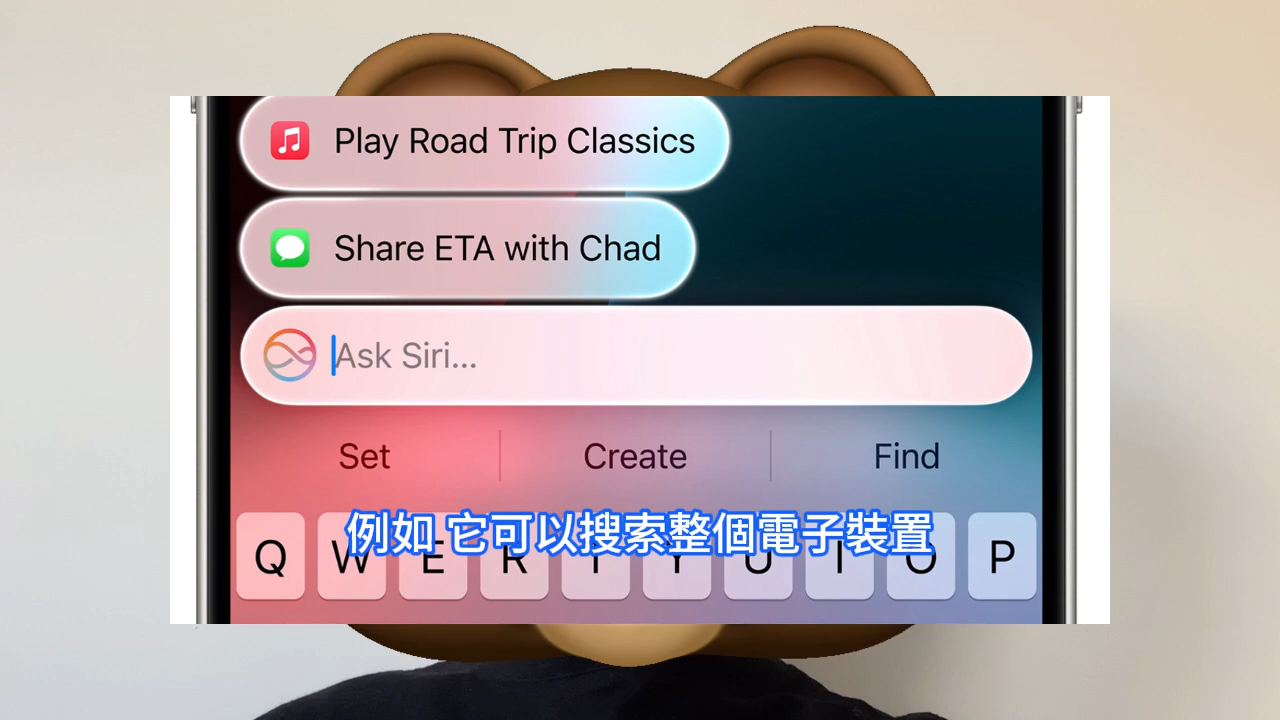 Play Road Trip Classics
Share ETA with Chad
Ask Siri...
Set Create Find
例如 它可以搜索整個電子裝置
Q W E R T Y U I O P